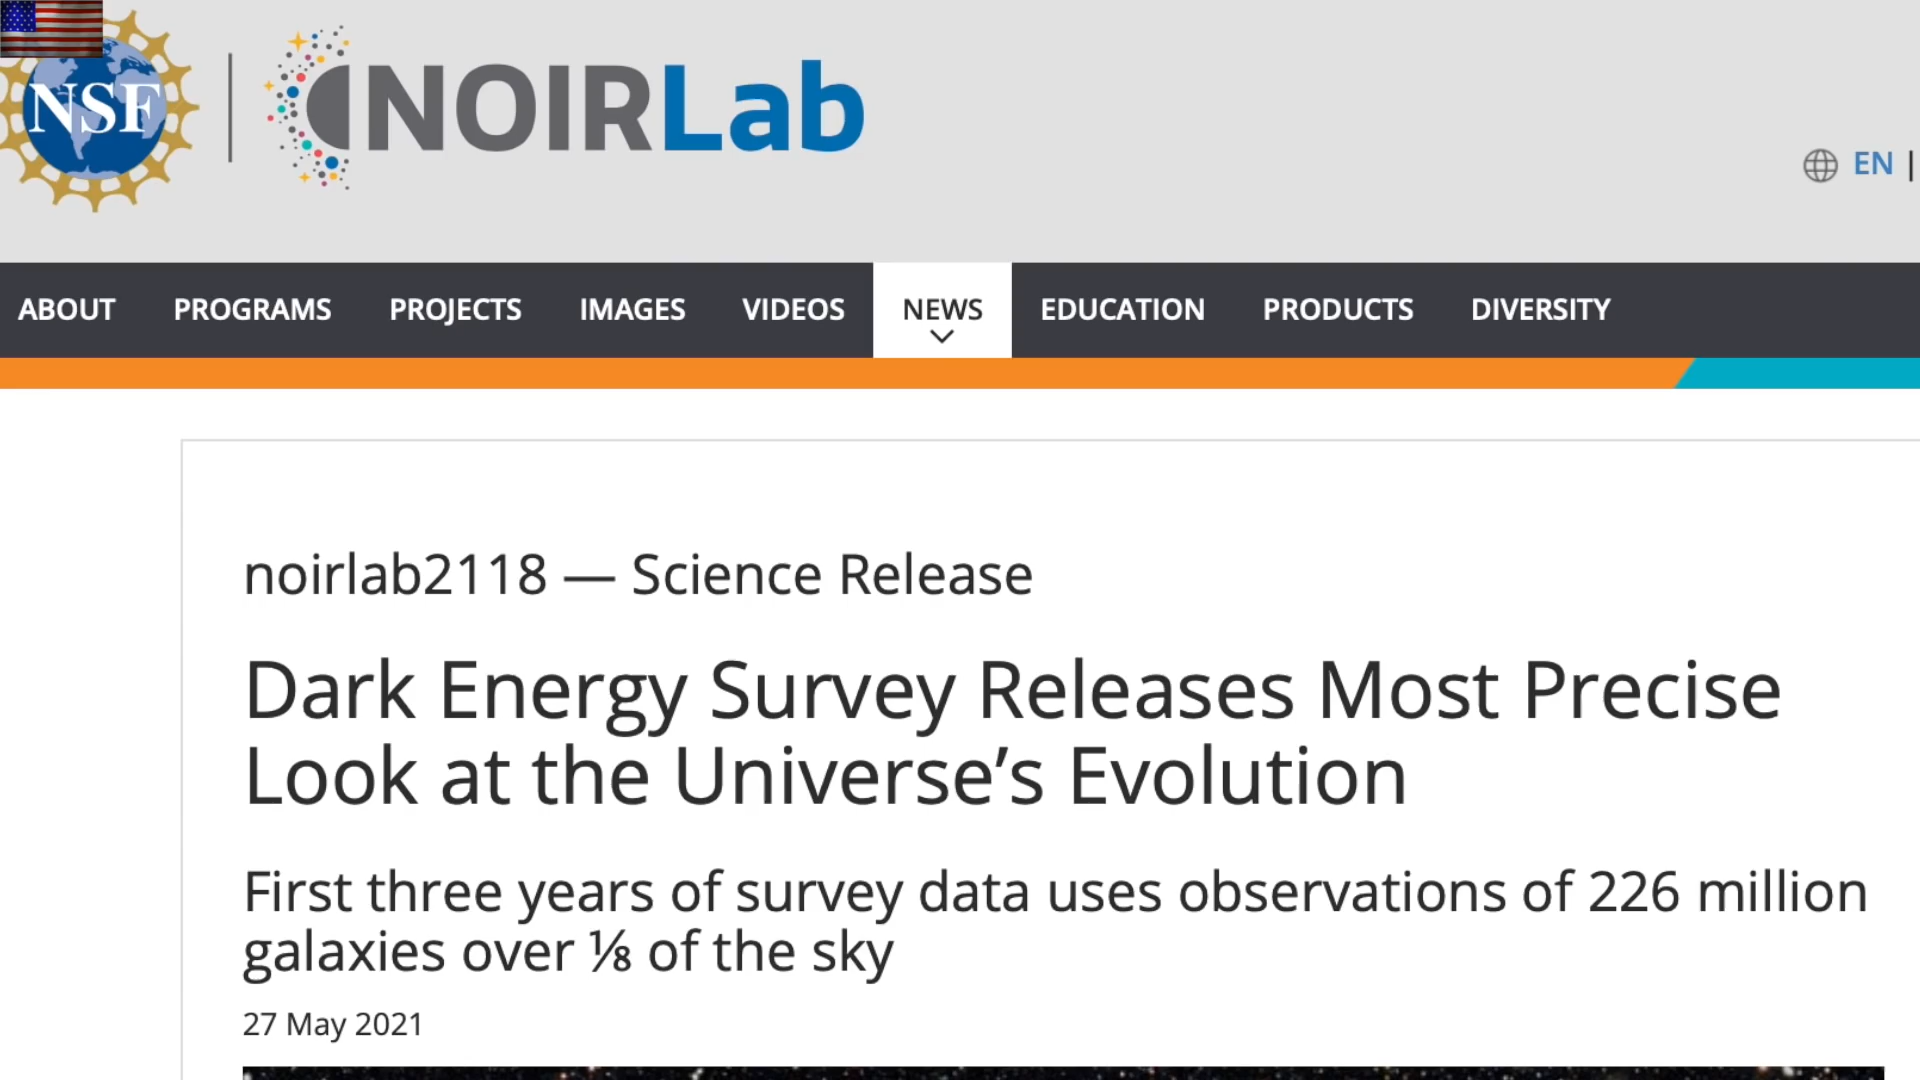 NSF
NOIRLab
EN |
ABOUT PROGRAMS PROJECTS IMAGES VIDEOS NEWS EDUCATION PRODUCTS DIVERSITY
noirlab2118 — Science Release
Dark Energy Survey Releases Most Precise
Look at the Universe’s Evolution
First three years of survey data uses observations of 226 million
galaxies over ⅛ of the sky
27 May 2021